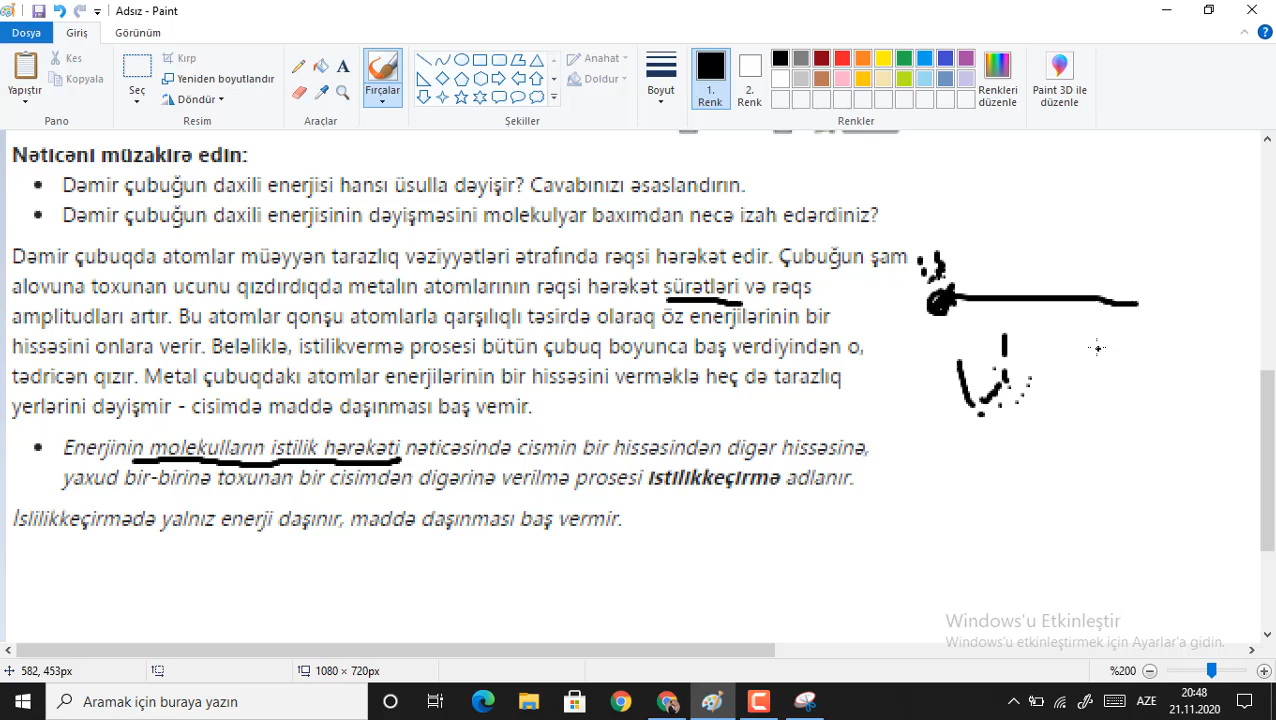 Adsız - Paint
Dosya Giriş Görünüm
Yapıştır Kes Kopyala Pano
Seç Kırp Yeniden boyutlandır Döndür Resim
A Araçlar
Fırçalar
Anahat Doldur Şekiller
Boyut
1. Renk 2. Renk Renkleri düzenle Renkler
Paint 3D ile düzenle
Nəticəni müzakirə edin:
• Dəmir çubuğun daxili enerjisi hansı üsulla dəyişir? Cavabınızı əsaslandırın.
• Dəmir çubuğun daxili enerjisinin dəyişməsini molekulyar baxımdan necə izah edərdiniz?
Dəmir çubuqda atomlar müəyyən tarazlıq vəziyyətləri ətrafında rəqsi hərəkət edir. Çubuğun şam
alovuna toxunan ucunu qızdırdıqda metalın atomlarının rəqsi hərəkət sürətləri və rəqs
amplitudları artır. Bu atomlar qonşu atomlarla qarşılıqlı təsirdə olaraq öz enerjilərinin bir
hissəsini onlara verir. Beləliklə, istilikvermə prosesi bütün çubuq boyunca baş verdiyindən o,
tədricən qızır. Metal çubuqdakı atomlar enerjilərinin bir hissəsini verməklə heç də tarazlıq
yerlərini dəyişmir - cisimdə maddə daşınması baş vemir.
• Enerjinin molekulların istilik hərəkəti nəticəsində cismin bir hissəsindən digər hissəsinə,
yaxud bir-birinə toxunan bir cisimdən digərinə verilmə prosesi istilikkeçirmə adlanır.
İslilikkeçirmədə yalnız enerji daşınır, maddə daşınması baş vermir.
Windows'u Etkinleştir
Windows'u etkinleştirmek için Ayarlar'a gidin.
582, 453px 1080 × 720px %200
Aramak için buraya yazın
AZE 20:48
21.11.2020